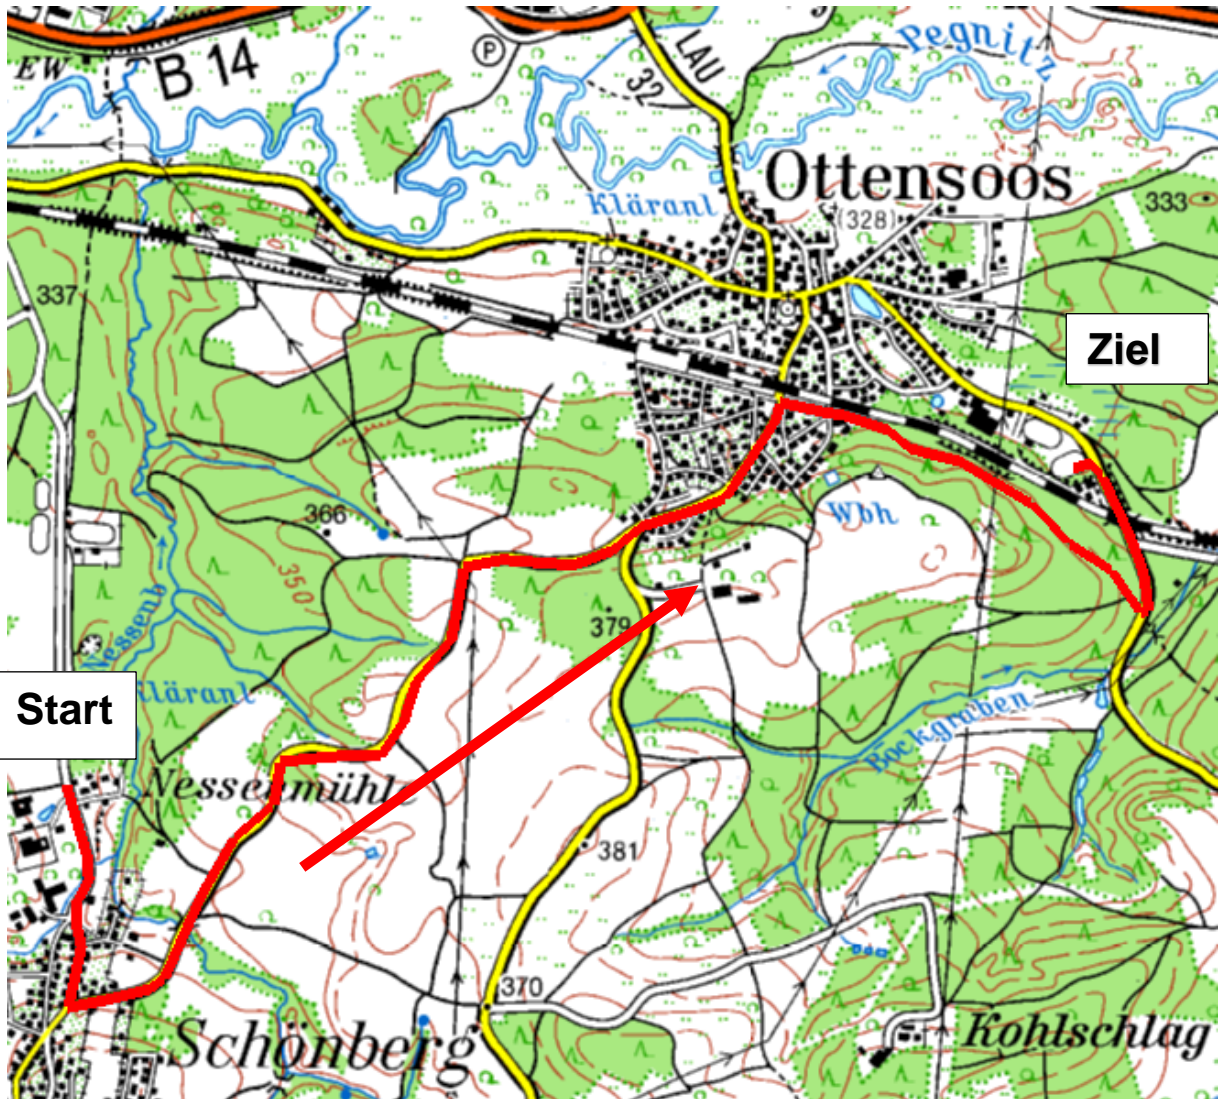 EW
B 14
P
LAU
32
Pegnitz
Ottensoos
(328)
Kläranl
333
337
Ziel
366
Wbh
350
379
Nessenb
Start
Kläranl
Bockgraben
Nessenmühle
381
370
Schönberg
Kohlschlag